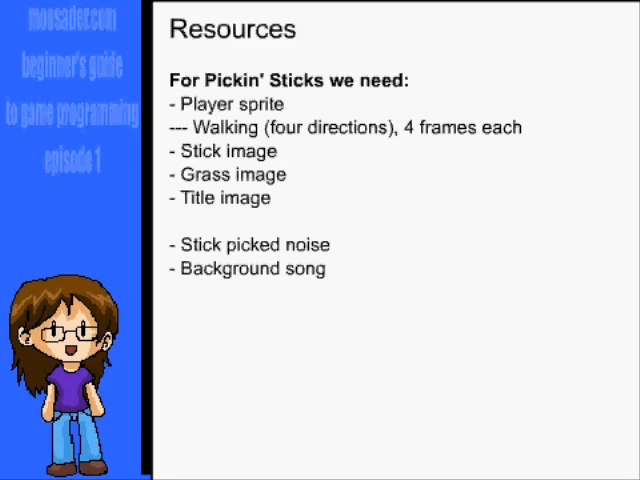 moosader.com
beginner's guide
to game programming
episode 1
Resources
For Pickin' Sticks we need:
- Player sprite
--- Walking (four directions), 4 frames each
- Stick image
- Grass image
- Title image
- Stick picked noise
- Background song